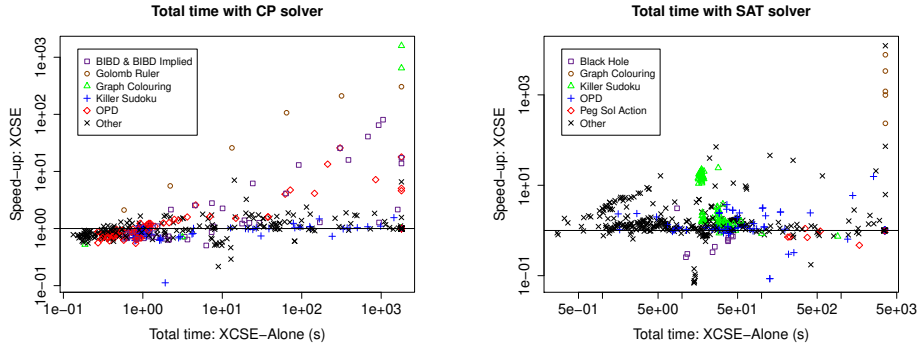 Total time with CP solver
Speed-up: XCSE
1e+03
1e+02
1e+01
1e+00
1e-01
BIBD & BIBD Implied
Golomb Ruler
Graph Colouring
Killer Sudoku
OPD
Other
1e-01 1e+00 1e+01 1e+02 1e+03
Total time: XCSE-Alone (s)
Total time with SAT solver
Speed-up: XCSE
1e+03
1e+01
1e-01
Black Hole
Graph Colouring
Killer Sudoku
OPD
Peg Sol Action
Other
5e-01 5e+00 5e+01 5e+02 5e+03
Total time: XCSE-Alone (s)